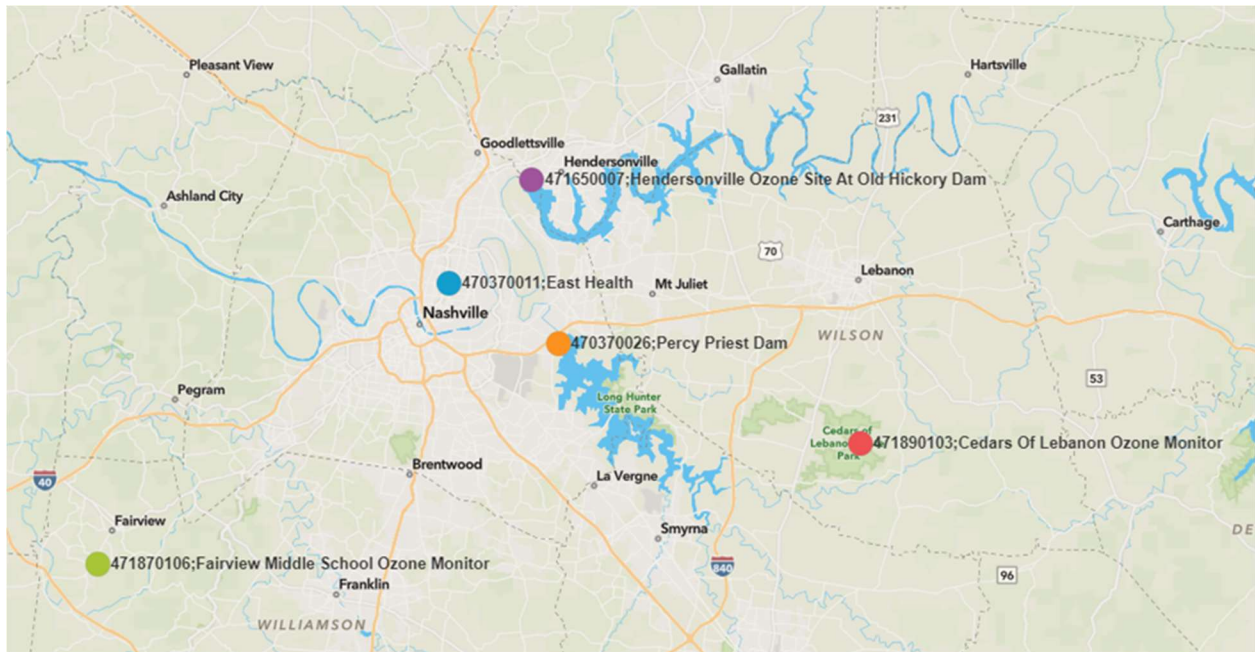 Pleasant View
Gallatin
Hartsville
231
Goodlettsville
Hendersonville
471650007;Hendersonville Ozone Site At Old Hickory Dam
Ashland City
Carthage
70
Lebanon
470370011;East Health
Mt Juliet
Nashville
WILSON
470370026;Percy Priest Dam
53
Pegram
Long Hunter
State Park
Cedars of
Lebanon
Park
471890103;Cedars Of Lebanon Ozone Monitor
Brentwood
40
La Vergne
Fairview
Smyrna
DE
471870106;Fairview Middle School Ozone Monitor
840
96
Franklin
WILLIAMSON